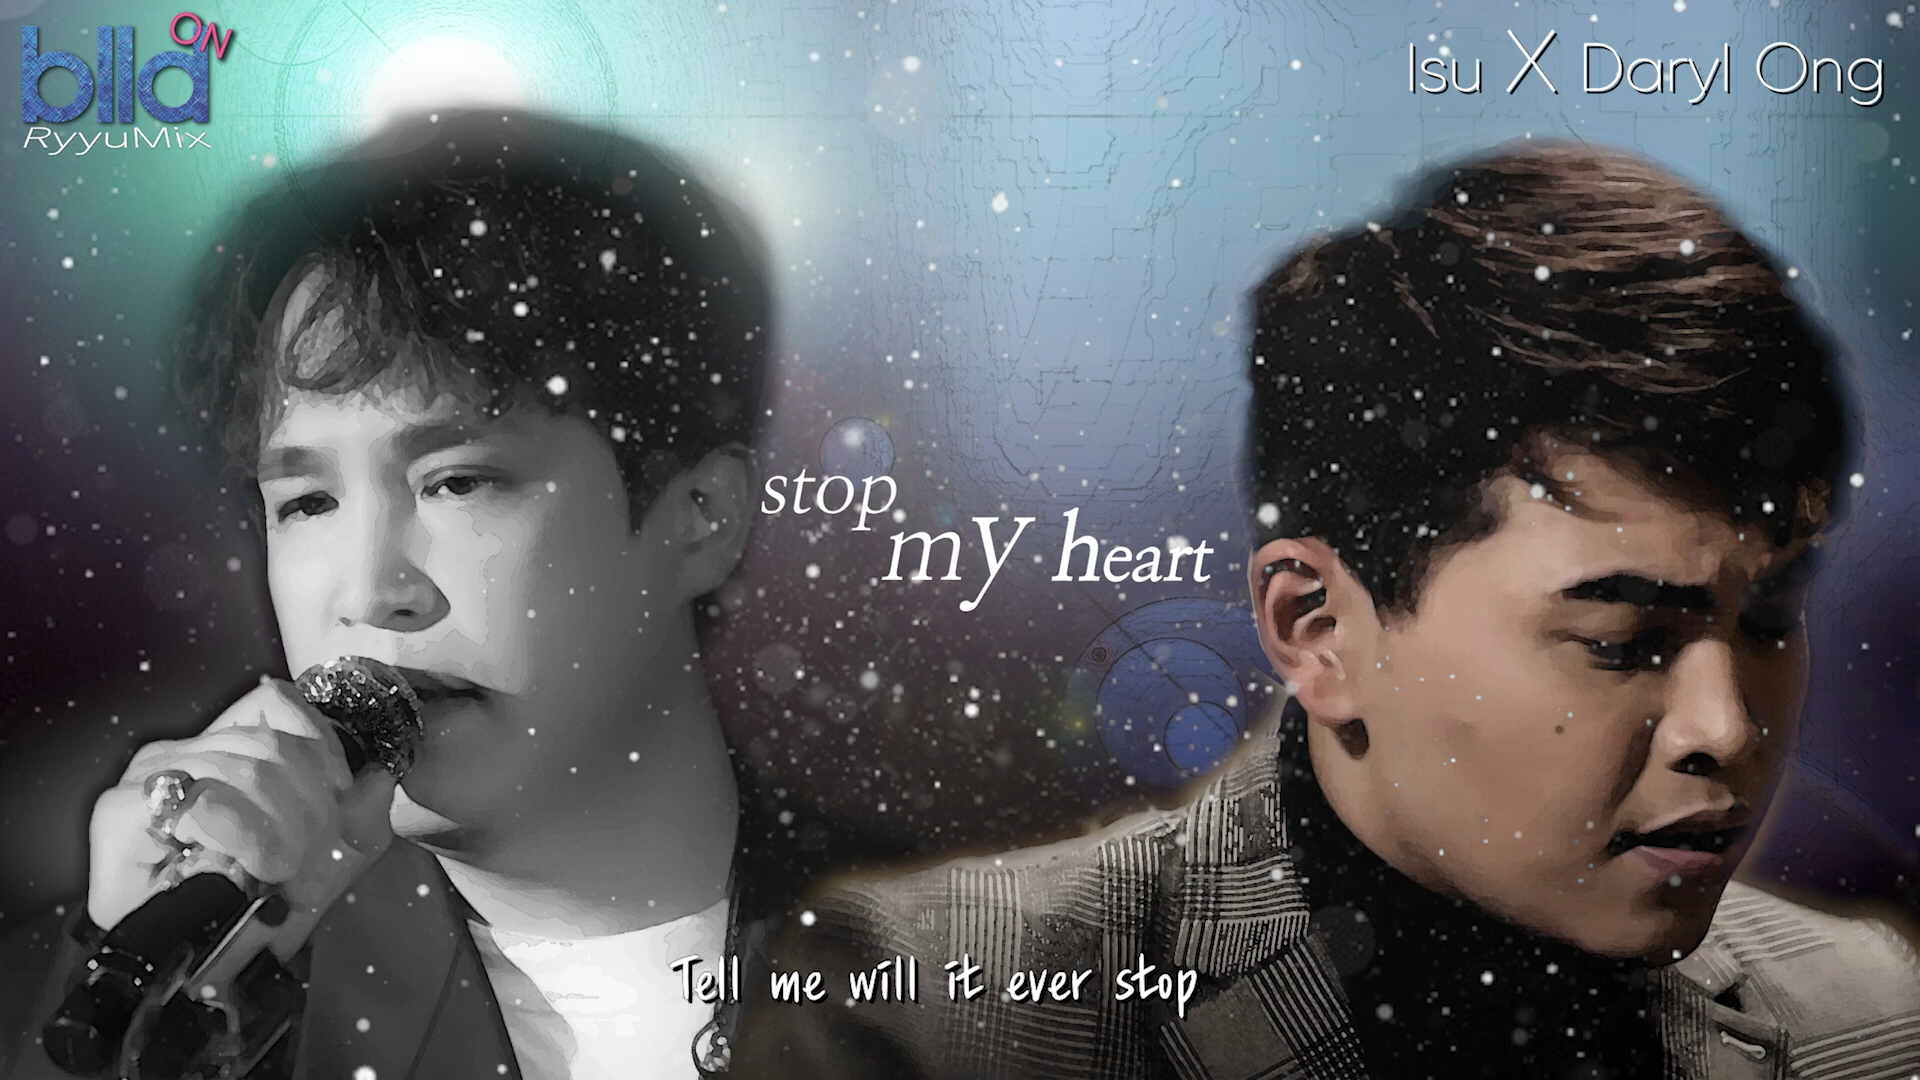 ON
blla
RyyuMix
Isu X Daryl Ong
stop
my heart
Tell me will it ever stop